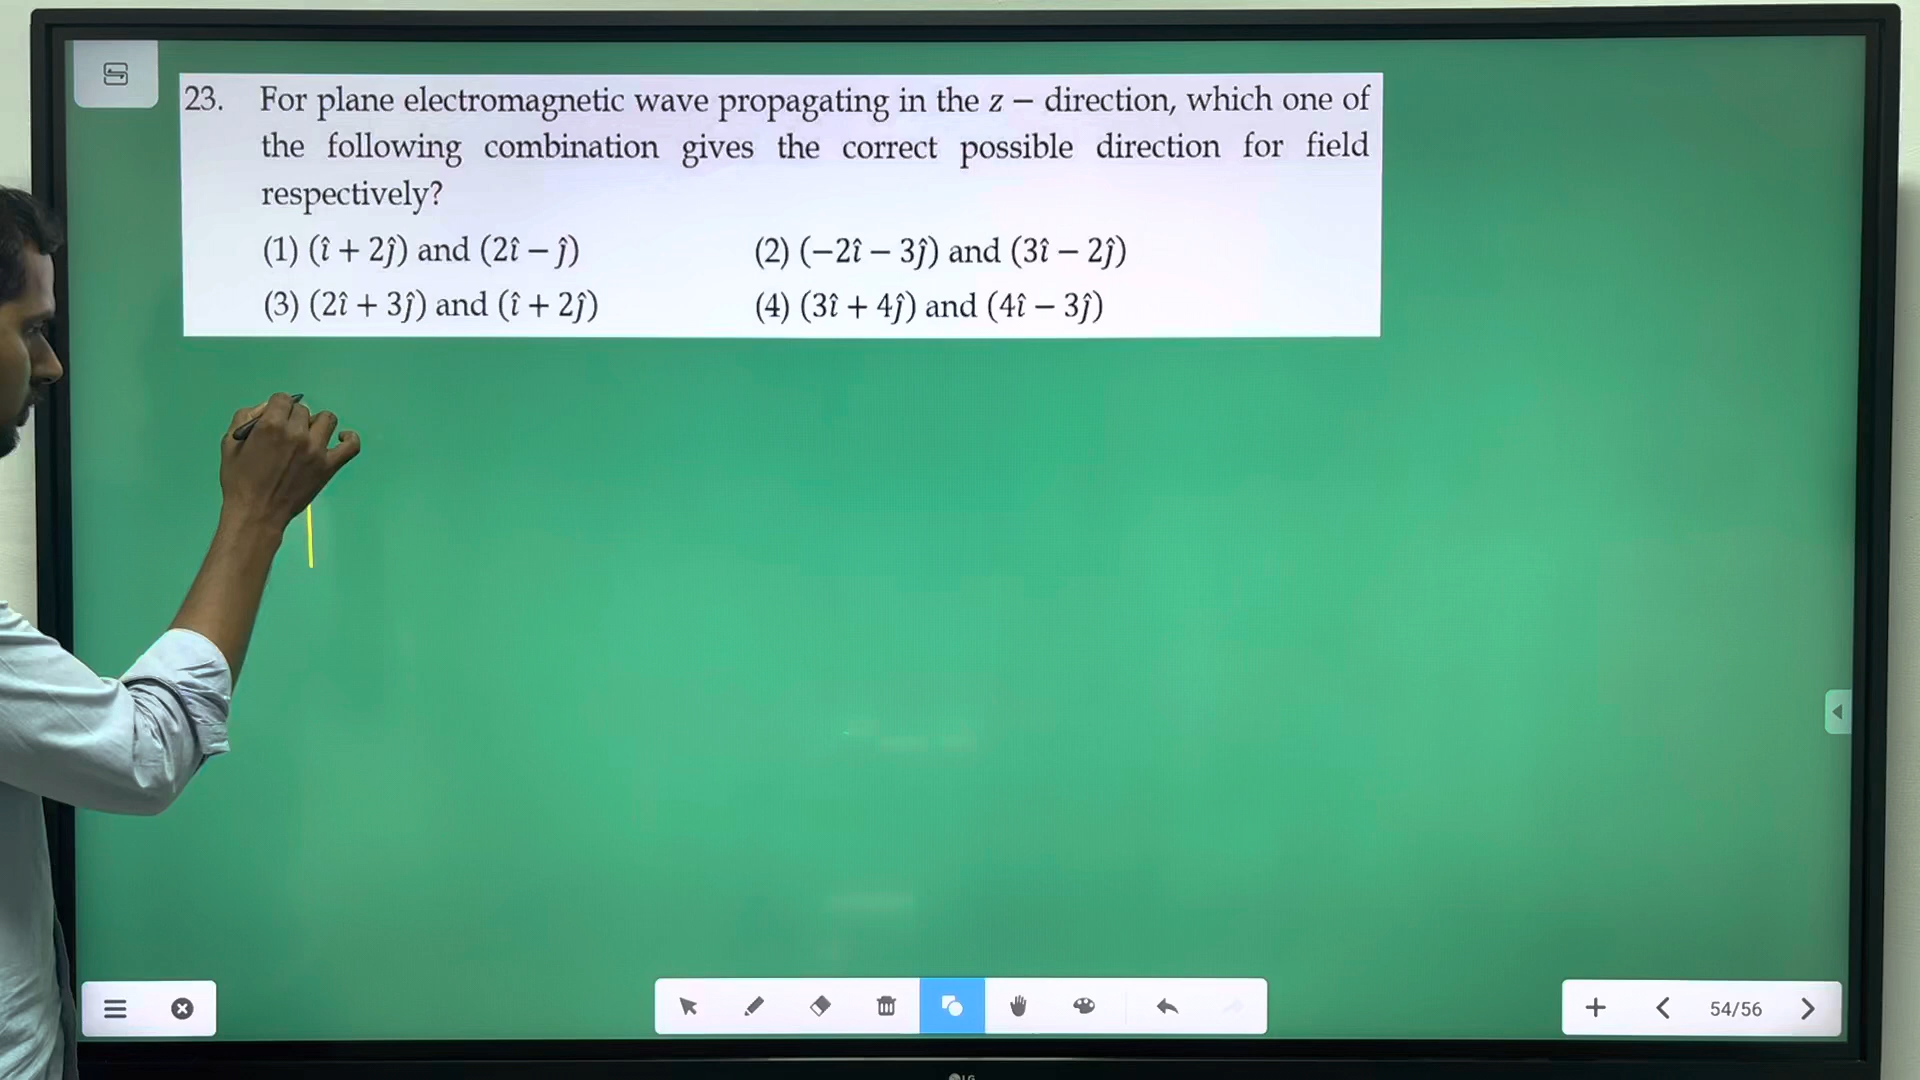 23. For plane electromagnetic wave propagating in the z – direction, which one of
the following combination gives the correct possible direction for field
respectively?
(1) (î + 2ĵ) and (2î – ĵ) (2) (–2î – 3ĵ) and (3î – 2ĵ)
(3) (2î + 3ĵ) and (î + 2ĵ) (4) (3î + 4ĵ) and (4î – 3ĵ)
54/56
LG